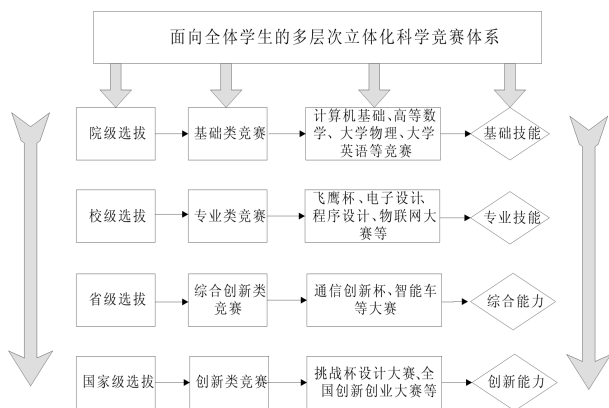 面向全体学生的多层次立体化科学竞赛体系
院级选拔
基础类竞赛
计算机基础、高等数
学、大学物理、大学
英语等竞赛
基础技能
校级选拔
专业类竞赛
飞鹰杯、电子设计、
程序设计、物联网大
赛等
专业技能
省级选拔
综合创新类
竞赛
通信创新杯、智能车
等大赛
综合能力
国家级选拔
创新类竞赛
挑战杯设计大赛、全
国创新创业大赛等
创新能力